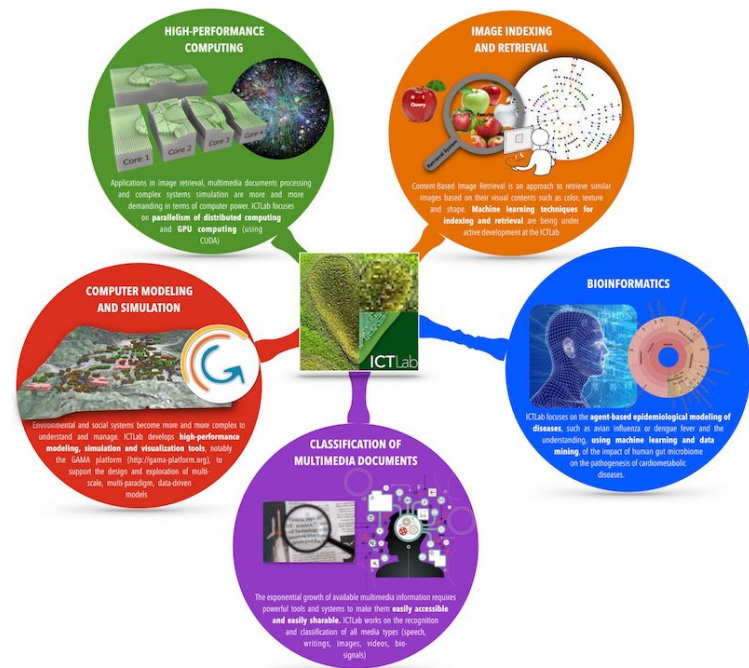 HIGH-PERFORMANCE
COMPUTING
Core 1
Core 2
Core 3
Core 4
Applications in image retrieval, multimedia documents processing
and complex systems simulation are more and more
demanding in terms of computer power. ICTLab focuses
on parallelism of distributed computing
and GPU computing (using
CUDA)
IMAGE INDEXING
AND RETRIEVAL
Query
Results
Retrieval System
Content-Based Image Retrieval is an approach to retrieve similar
images based on their visual contents such as color, texture
and shape. Machine learning techniques for
indexing and retrieval are being under
active development at the ICTLab
COMPUTER MODELING
AND SIMULATION
Environmental and social systems become more and more complex to
understand and manage. ICTLab develops high-performance
modeling, simulation and visualization tools, notably
the GAMA platform (http://gama-platform.org), to
support the design and exploration of multi-
scale, multi-paradigm, data-driven
models
ICTLab
BIOINFORMATICS
ICTLab focuses on the agent-based epidemiological modeling of
diseases, such as avian influenza or dengue fever and the
understanding, using machine learning and data
mining, of the impact of human gut microbiome
on the pathogenesis of cardiometabolic
diseases.
CLASSIFICATION OF
MULTIMEDIA DOCUMENTS
science,
of Technology
The exponential growth of available multimedia information requires
powerful tools and systems to make them easily accessible
and easily sharable. ICTLab works on the recognition
and classification of all media types (speech,
writings, images, videos, bio-
signals)